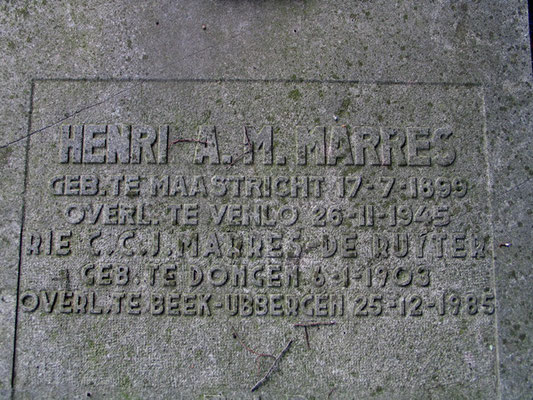 HENRI A. M. MARRES
GEB. TE MAASTRICHT 17-7-1899
OVERL. TE VENLO 26-11-1945
RIE C.C.J. MARRES-DE RUYTER
GEB. TE DONGEN 6-1-1903
OVERL. TE BEEK-UBBERGEN 25-12-1985